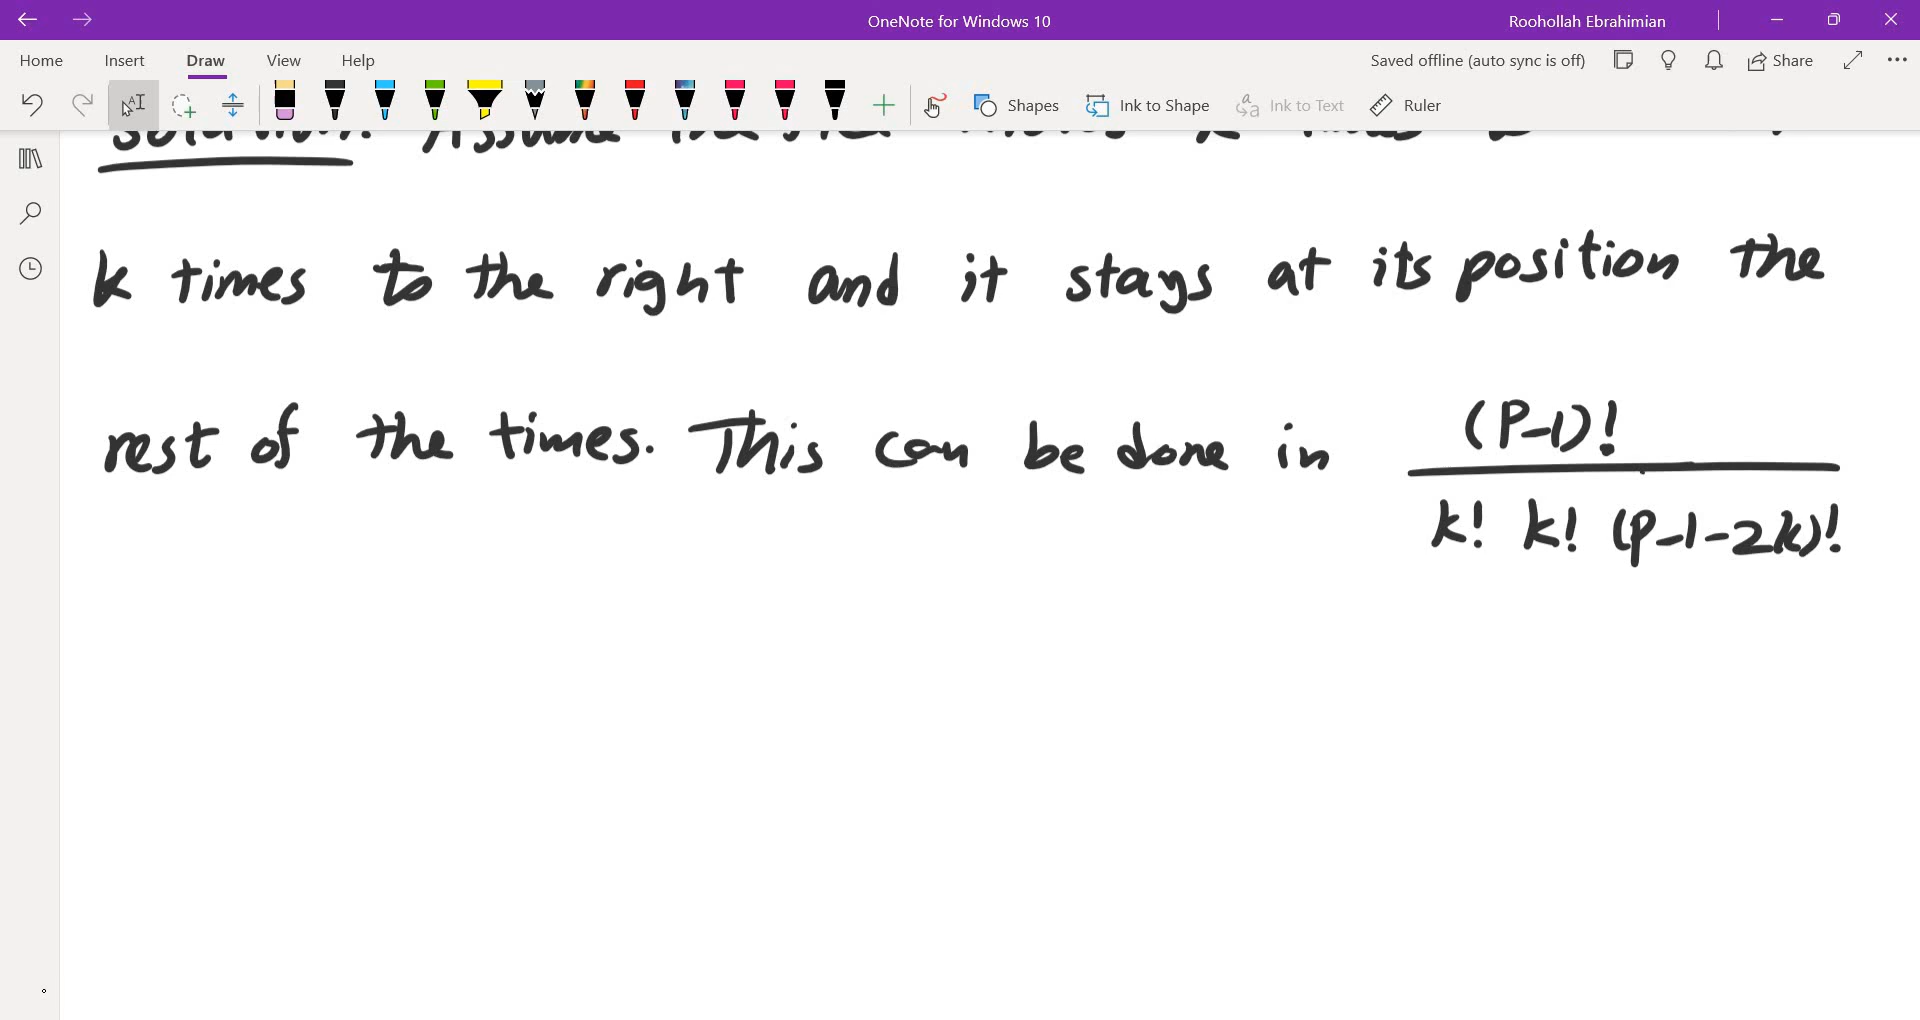 OneNote for Windows 10
Roohollah Ebrahimian
Home Insert Draw View Help
Saved offline (auto sync is off) Share
Shapes Ink to Shape Ink to Text Ruler
solution: Assume
k times to the right and it stays at its position the
rest of the times. This can be done in (P-1)! / k! k! (p-1-2k)!